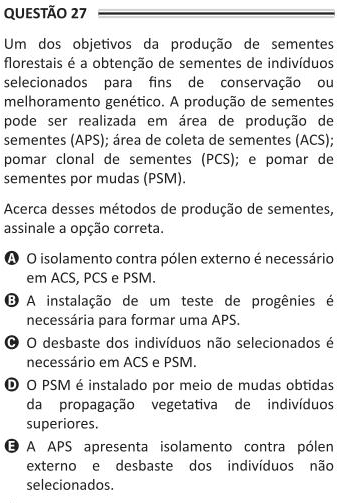 QUESTÃO 27
Um dos objetivos da produção de sementes
florestais é a obtenção de sementes de indivíduos
selecionados para fins de conservação ou
melhoramento genético. A produção de sementes
pode ser realizada em área de produção de
sementes (APS); área de coleta de sementes (ACS);
pomar clonal de sementes (PCS); e pomar de
sementes por mudas (PSM).
Acerca desses métodos de produção de sementes,
assinale a opção correta.
A O isolamento contra pólen externo é necessário
em ACS, PCS e PSM.
B A instalação de um teste de progênies é
necessária para formar uma APS.
C O desbaste dos indivíduos não selecionados é
necessário em ACS e PSM.
D O PSM é instalado por meio de mudas obtidas
da propagação vegetativa de indivíduos
superiores.
E A APS apresenta isolamento contra pólen
externo e desbaste dos indivíduos não
selecionados.